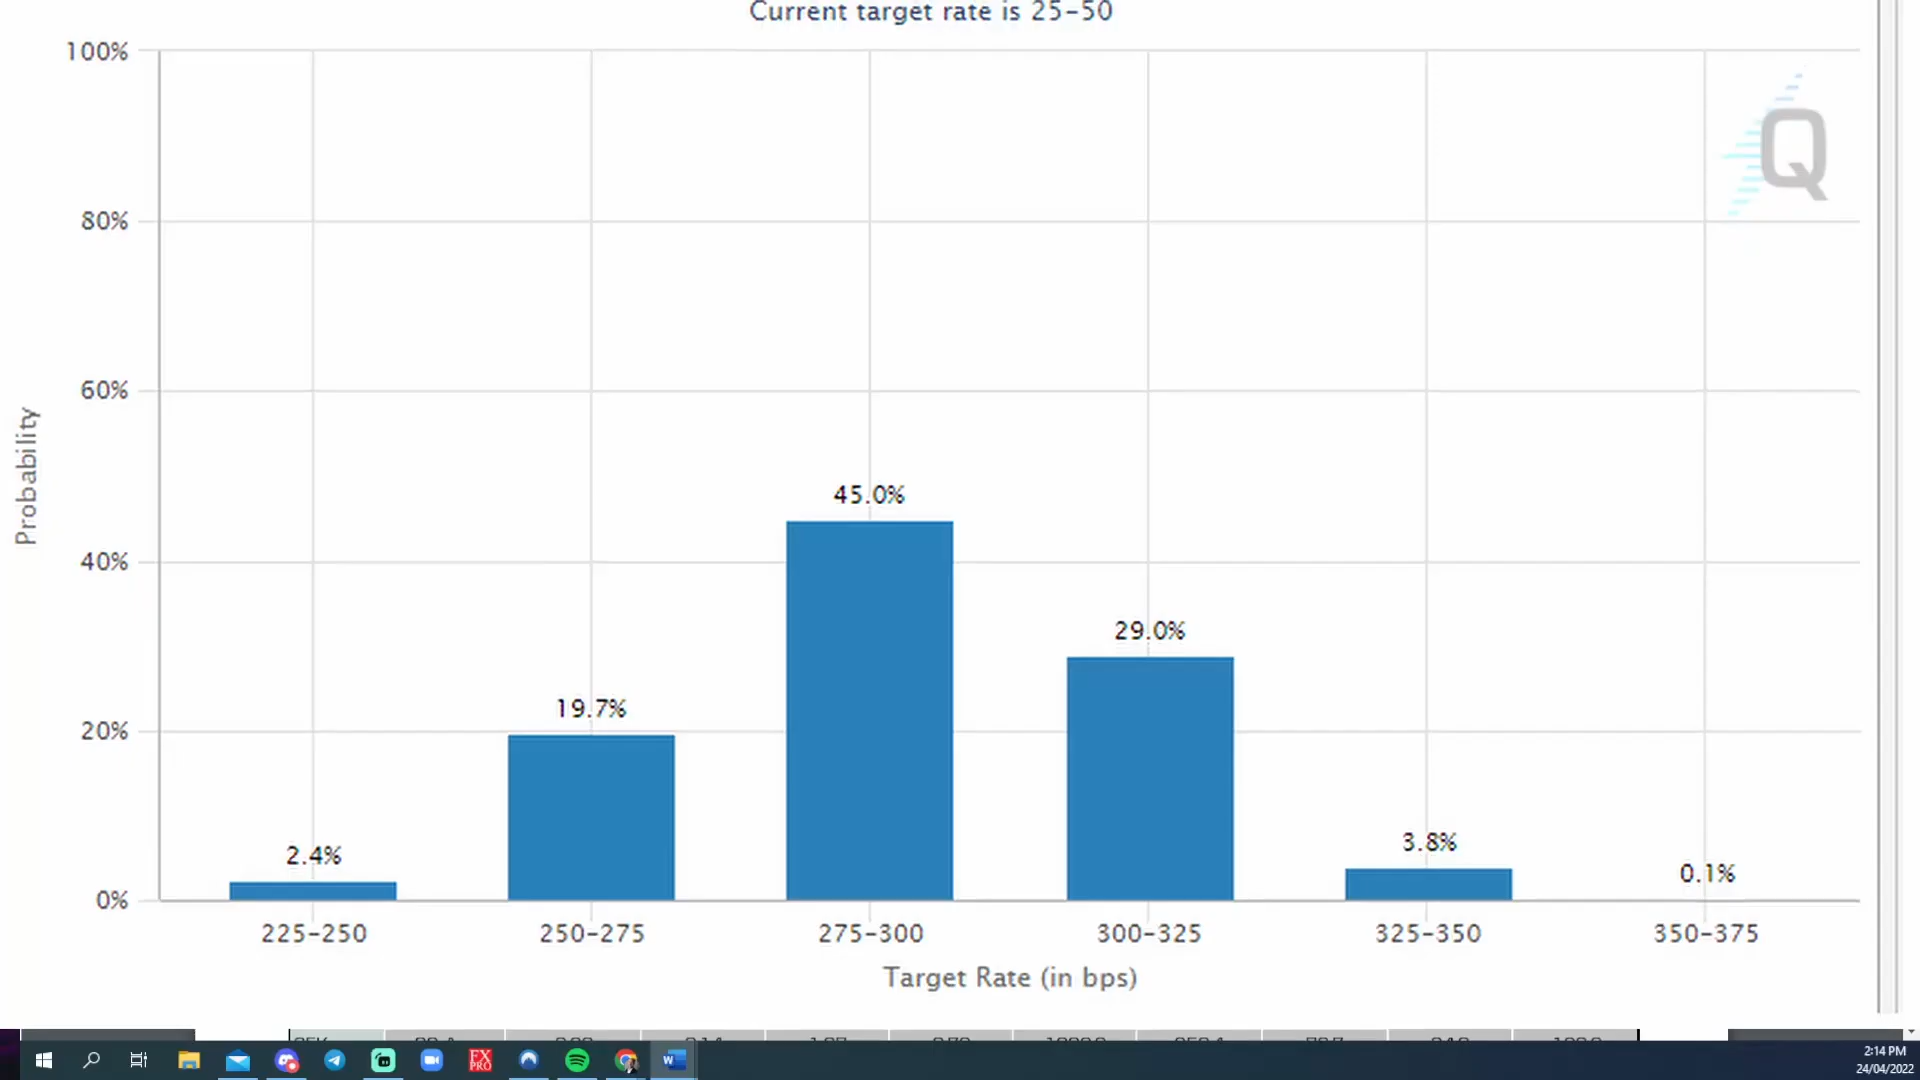 Current target rate is 25-50
100%
80%
60%
40%
20%
0%
Probability
2.4%
19.7%
45.0%
29.0%
3.8%
0.1%
225-250
250-275
275-300
300-325
325-350
350-375
Target Rate (in bps)
Q
FX
PRO
W
2:14 PM
24/04/2022